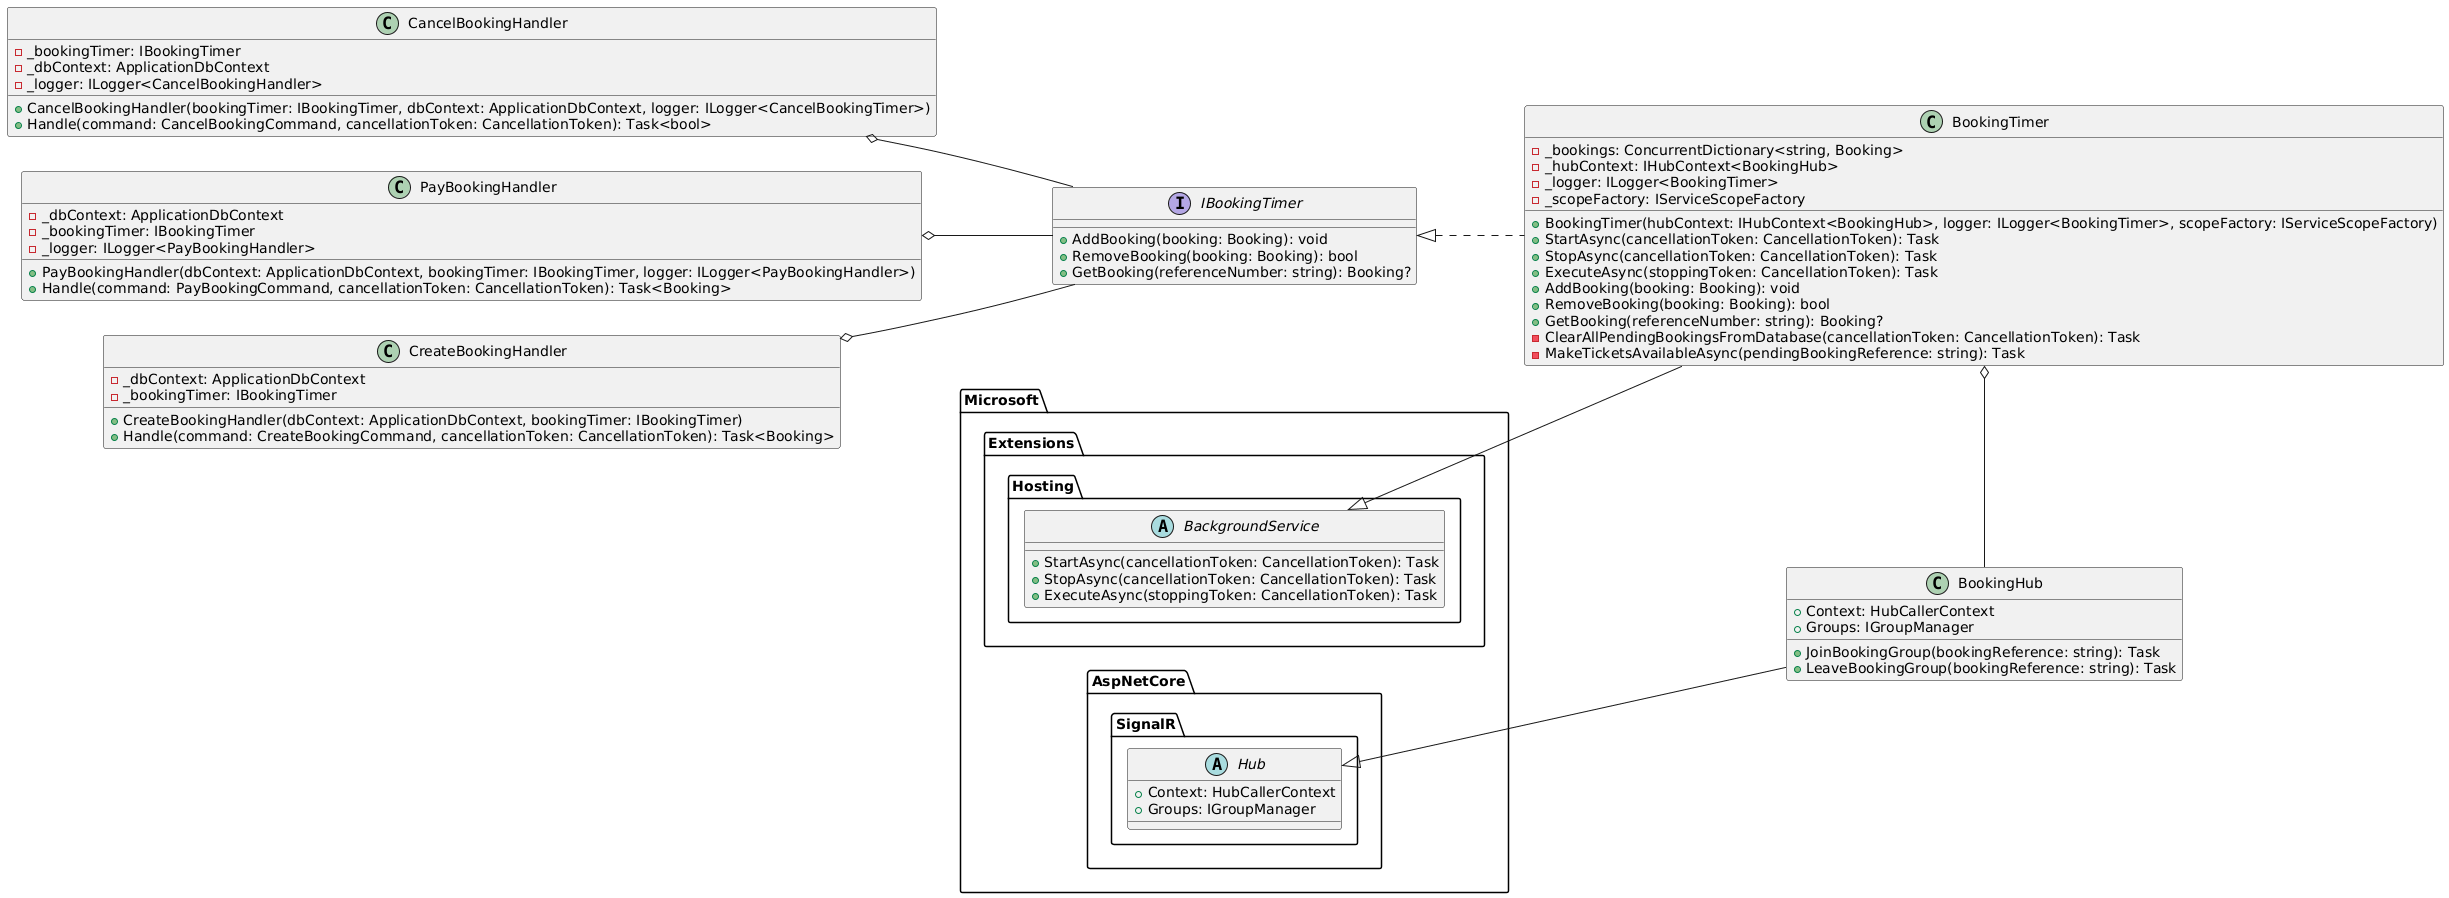 C CancelBookingHandler
_bookingTimer: IBookingTimer
_dbContext: ApplicationDbContext
_logger: ILogger<CancelBookingHandler>
CancelBookingHandler(bookingTimer: IBookingTimer, dbContext: ApplicationDbContext, logger: ILogger<CancelBookingTimer>)
Handle(command: CancelBookingCommand, cancellationToken: CancellationToken): Task<bool>
C PayBookingHandler
_dbContext: ApplicationDbContext
_bookingTimer: IBookingTimer
_logger: ILogger<PayBookingHandler>
PayBookingHandler(dbContext: ApplicationDbContext, bookingTimer: IBookingTimer, logger: ILogger<PayBookingHandler>)
Handle(command: PayBookingCommand, cancellationToken: CancellationToken): Task<Booking>
C CreateBookingHandler
_dbContext: ApplicationDbContext
_bookingTimer: IBookingTimer
CreateBookingHandler(dbContext: ApplicationDbContext, bookingTimer: IBookingTimer)
Handle(command: CreateBookingCommand, cancellationToken: CancellationToken): Task<Booking>
I IBookingTimer
AddBooking(booking: Booking): void
RemoveBooking(booking: Booking): bool
GetBooking(referenceNumber: string): Booking?
C BookingTimer
_bookings: ConcurrentDictionary<string, Booking>
_hubContext: IHubContext<BookingHub>
_logger: ILogger<BookingTimer>
_scopeFactory: IServiceScopeFactory
BookingTimer(hubContext: IHubContext<BookingHub>, logger: ILogger<BookingTimer>, scopeFactory: IServiceScopeFactory)
StartAsync(cancellationToken: CancellationToken): Task
StopAsync(cancellationToken: CancellationToken): Task
ExecuteAsync(stoppingToken: CancellationToken): Task
AddBooking(booking: Booking): void
RemoveBooking(booking: Booking): bool
GetBooking(referenceNumber: string): Booking?
ClearAllPendingBookingsFromDatabase(cancellationToken: CancellationToken): Task
MakeTicketsAvailableAsync(pendingBookingReference: string): Task
Microsoft
Extensions
Hosting
A BackgroundService
StartAsync(cancellationToken: CancellationToken): Task
StopAsync(cancellationToken: CancellationToken): Task
ExecuteAsync(stoppingToken: CancellationToken): Task
AspNetCore
SignalR
A Hub
Context: HubCallerContext
Groups: IGroupManager
C BookingHub
Context: HubCallerContext
Groups: IGroupManager
JoinBookingGroup(bookingReference: string): Task
LeaveBookingGroup(bookingReference: string): Task